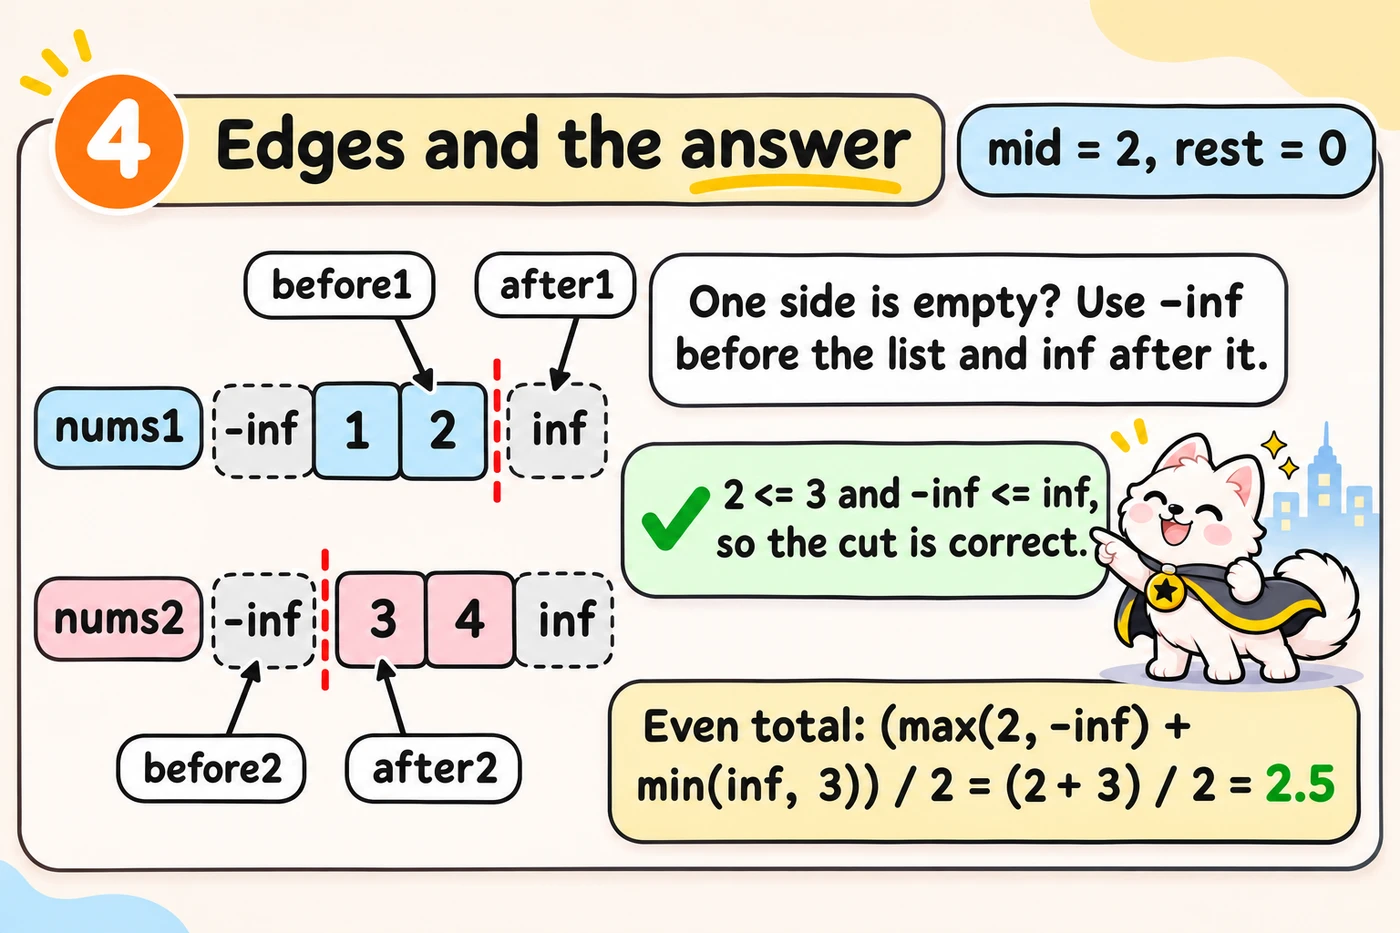 4
Edges and the answer
mid = 2, rest = 0
before1
after1
One side is empty? Use -inf
before the list and inf after it.
nums1
-inf
1
2
inf
2 <= 3 and -inf <= inf,
so the cut is correct.
nums2
-inf
3
4
inf
before2
after2
Even total: (max(2, -inf) +
min(inf, 3)) / 2 = (2 + 3) / 2 = 2.5